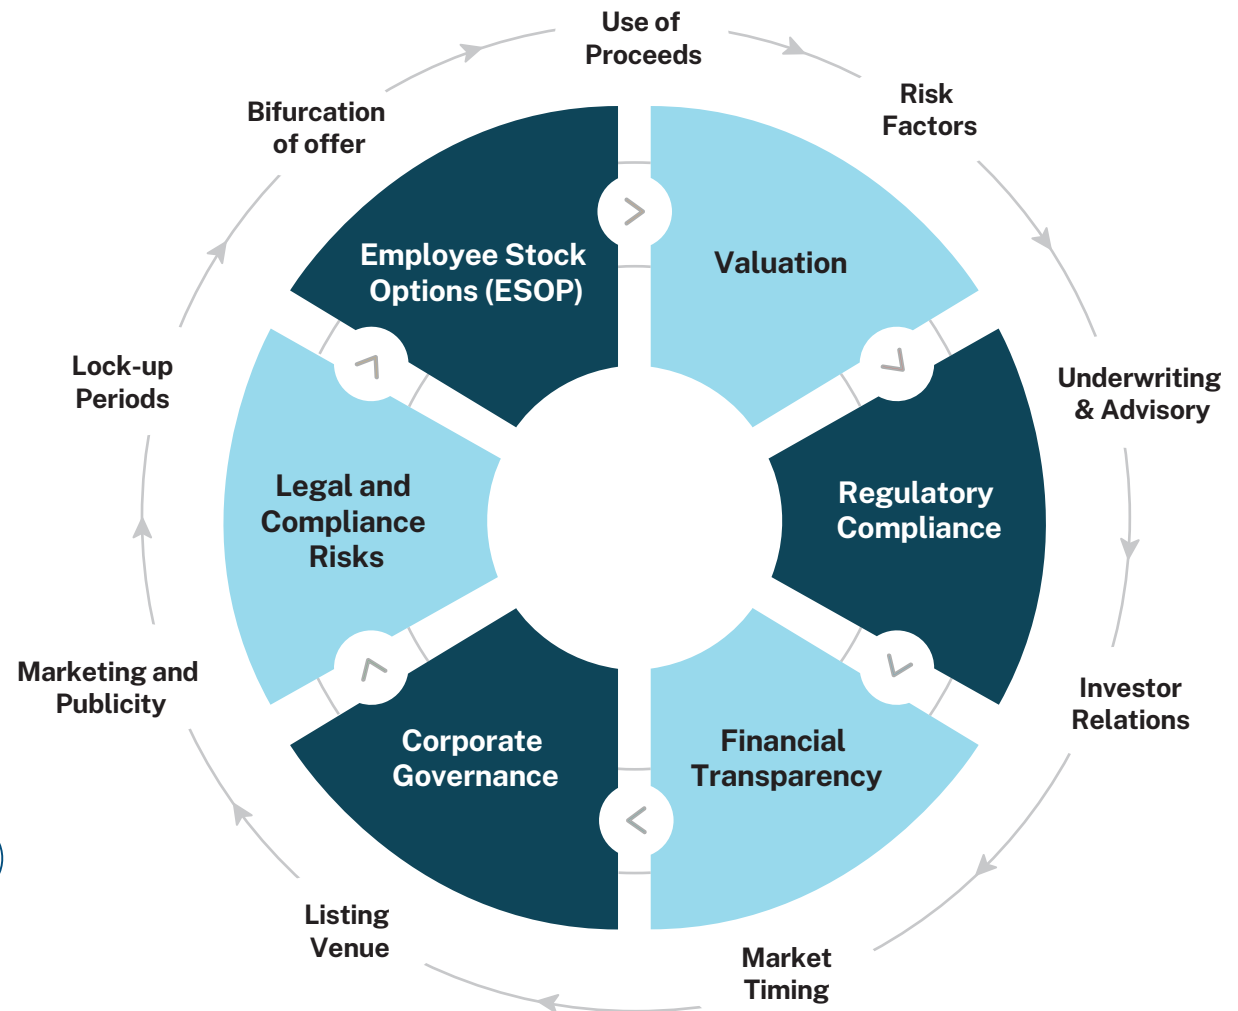 Use of
Proceeds
Risk
Factors
Underwriting
& Advisory
Investor
Relations
Market
Timing
Listing
Venue
Marketing and
Publicity
Lock-up
Periods
Bifurcation
of offer
Employee Stock
Options (ESOP)
Valuation
Regulatory
Compliance
Financial
Transparency
Corporate
Governance
Legal and
Compliance
Risks